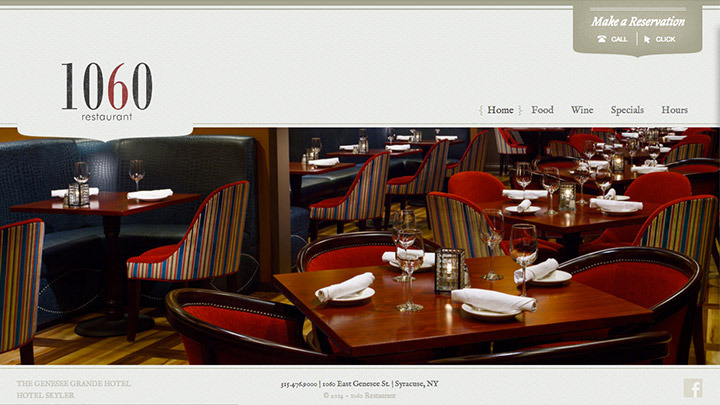 Make a Reservation
CALL | CLICK
1060
restaurant
{ Home } Food Wine Specials Hours
THE GENESEE GRANDE HOTEL
HOTEL SKYLER
315.476.9000 | 1060 East Genesee St. | Syracuse, NY
© 2014 – 1060 Restaurant
f